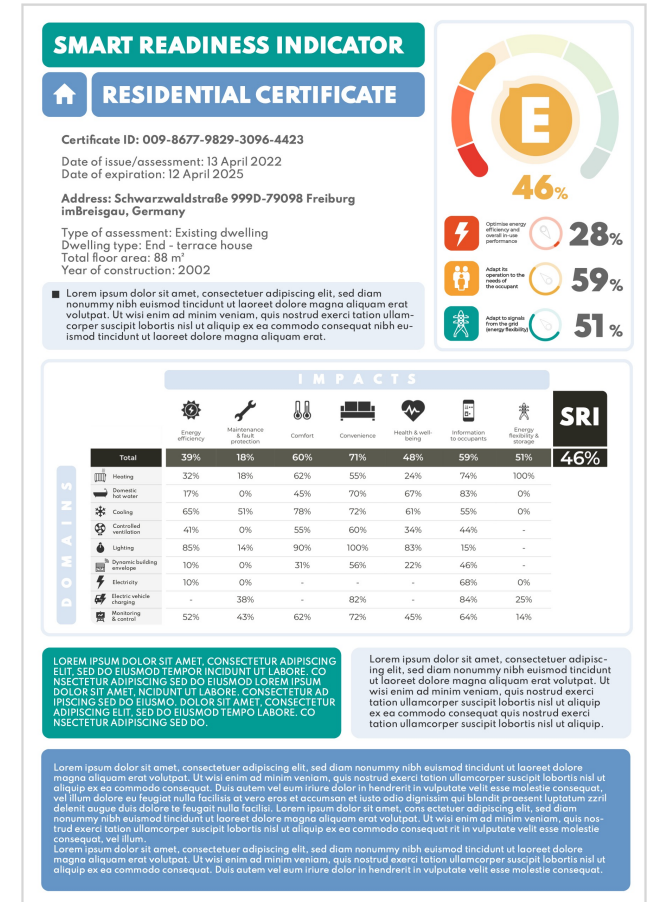 SMART READINESS INDICATOR
RESIDENTIAL CERTIFICATE
Certificate ID: 009-8677-9829-3096-4423
Date of issue/assessment: 13 April 2022
Date of expiration: 12 April 2025
Address: Schwarzwaldstraße 999D-79098 Freiburg
imBreisgau, Germany
Type of assessment: Existing dwelling
Dwelling type: End - terrace house
Total floor area: 88 m²
Year of construction: 2002
Lorem ipsum dolor sit amet, consectetuer adipiscing elit, sed diam
nonummy nibh euismod tincidunt ut laoreet dolore magna aliquam erat
volutpat. Ut wisi enim ad minim veniam, quis nostrud exerci tation ullam-
corper suscipit lobortis nisl ut aliquip ex ea commodo consequat nibh eu-
ismod tincidunt ut laoreet dolore magna aliquam erat.
E
46%
Optimise energy
efficiency and
overall in-use
performance
28%
Adapt its
operation to the
needs of
the occupant
59%
Adapt to signals
from the grid
(energy flexibility)
51%
IMPACTS
Energy
efficiency
Maintenance
& fault
protection
Comfort
Convenience
Health & well-
being
Information
to occupants
Energy
flexibility &
storage
SRI
Total 39% 18% 60% 71% 48% 59% 51% 46%
DOMAINS
Heating 32% 18% 62% 55% 24% 74% 100%
Domestic
hot water 17% 0% 45% 70% 67% 83% 0%
Cooling 65% 51% 78% 72% 61% 55% 0%
Controlled
ventilation 41% 0% 55% 60% 34% 44% -
Lighting 85% 14% 90% 100% 83% 15% -
Dynamic building
envelope 10% 0% 31% 56% 22% 46% -
Electricity 10% 0% - - - 68% 0%
Electric vehicle
charging - 38% - 82% - 84% 25%
Monitoring
& control 52% 43% 62% 72% 45% 64% 14%
LOREM IPSUM DOLOR SIT AMET, CONSECTETUR ADIPISCING
ELIT, SED DO EIUSMOD TEMPOR INCIDUNT UT LABORE. CO
NSECTETUR ADIPISCING SED DO EIUSMOD LOREM IPSUM
DOLOR SIT AMET, NCIDUNT UT LABORE. CONSECTETUR AD
IPISCING SED DO EIUSMO. DOLOR SIT AMET, CONSECTETUR
ADIPISCING ELIT, SED DO EIUSMOD TEMPO LABORE. CO
NSECTETUR ADIPISCING SED DO.
Lorem ipsum dolor sit amet, consectetuer adipisc-
ing elit, sed diam nonummy nibh euismod tincidunt
ut laoreet dolore magna aliquam erat volutpat. Ut
wisi enim ad minim veniam, quis nostrud exerci
tation ullamcorper suscipit lobortis nisl ut aliquip
ex ea commodo consequat quis nostrud exerci
tation ullamcorper suscipit lobortis nisl ut aliquip.
Lorem ipsum dolor sit amet, consectetuer adipiscing elit, sed diam nonummy nibh euismod tincidunt ut laoreet dolore
magna aliquam erat volutpat. Ut wisi enim ad minim veniam, quis nostrud exerci tation ullamcorper suscipit lobortis nisl ut
aliquip ex ea commodo consequat. Duis autem vel eum iriure dolor in hendrerit in vulputate velit esse molestie consequat,
vel illum dolore eu feugiat nulla facilisis at vero eros et accumsan et iusto odio dignissim qui blandit praesent luptatum zzril
delenit augue duis dolore te feugait nulla facilisi. Lorem ipsum dolor sit amet, cons ectetuer adipiscing elit, sed diam
nonummy nibh euismod tincidunt ut laoreet dolore magna aliquam erat volutpat. Ut wisi enim ad minim veniam, quis nos-
trud exerci tation ullamcorper suscipit lobortis nisl ut aliquip ex ea commodo consequat rit in vulputate velit esse molestie
consequat, vel illum.
Lorem ipsum dolor sit amet, consectetuer adipiscing elit, sed diam nonummy nibh euismod tincidunt ut laoreet dolore
magna aliquam erat volutpat. Ut wisi enim ad minim veniam, quis nostrud exerci tation ullamcorper suscipit lobortis nisl ut
aliquip ex ea commodo consequat. Duis autem vel eum iriure dolor in hendrerit in vulputate velit esse molestie consequat.